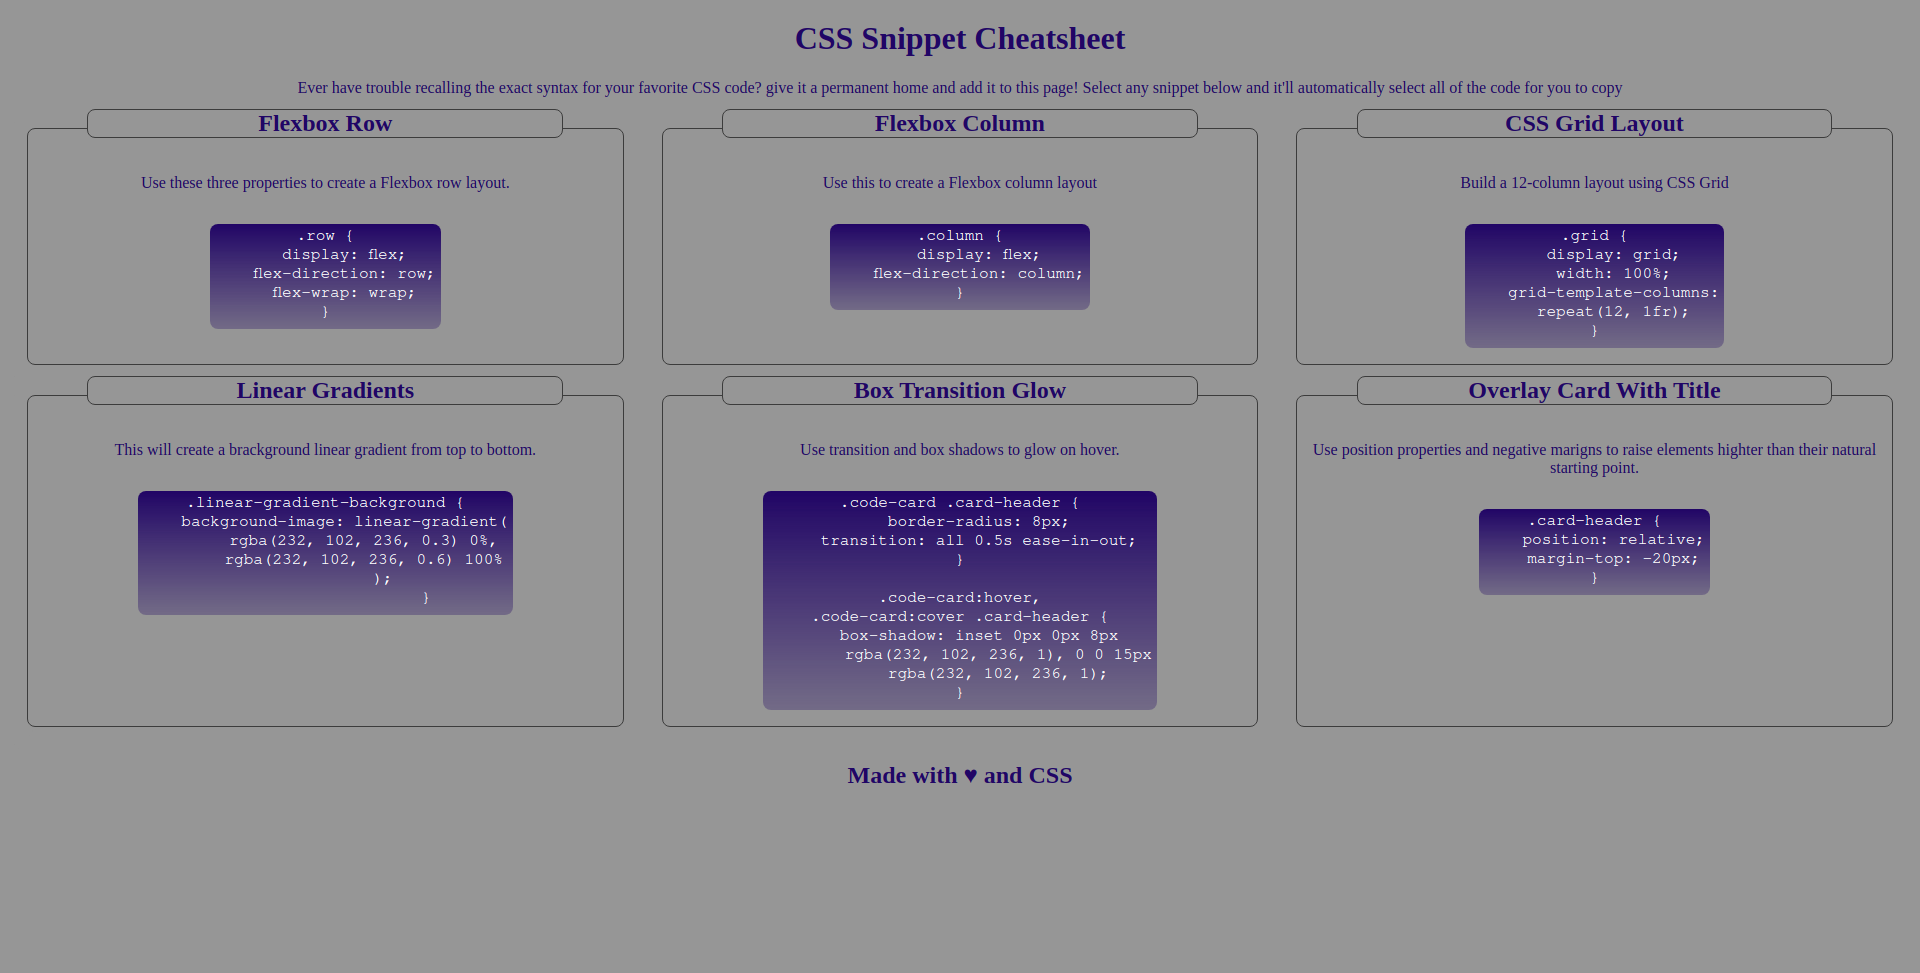 CSS Snippet Cheatsheet
Ever have trouble recalling the exact syntax for your favorite CSS code? give it a permanent home and add it to this page! Select any snippet below and it'll automatically select all of the code for you to copy
Flexbox Row
Use these three properties to create a Flexbox row layout.
.row {
display: flex;
flex-direction: row;
flex-wrap: wrap;
}
Flexbox Column
Use this to create a Flexbox column layout
.column {
display: flex;
flex-direction: column;
}
CSS Grid Layout
Build a 12-column layout using CSS Grid
.grid {
display: grid;
width: 100%;
grid-template-columns:
repeat(12, 1fr);
}
Linear Gradients
This will create a brackground linear gradient from top to bottom.
.linear-gradient-background {
background-image: linear-gradient(
rgba(232, 102, 236, 0.3) 0%,
rgba(232, 102, 236, 0.6) 100%
);
}
Box Transition Glow
Use transition and box shadows to glow on hover.
.code-card .card-header {
border-radius: 8px;
transition: all 0.5s ease-in-out;
}
.code-card:hover,
.code-card:cover .card-header {
box-shadow: inset 0px 0px 8px
rgba(232, 102, 236, 1), 0 0 15px
rgba(232, 102, 236, 1);
}
Overlay Card With Title
Use position properties and negative marigns to raise elements highter than their natural
starting point.
.card-header {
position: relative;
margin-top: -20px;
}
Made with ♥ and CSS